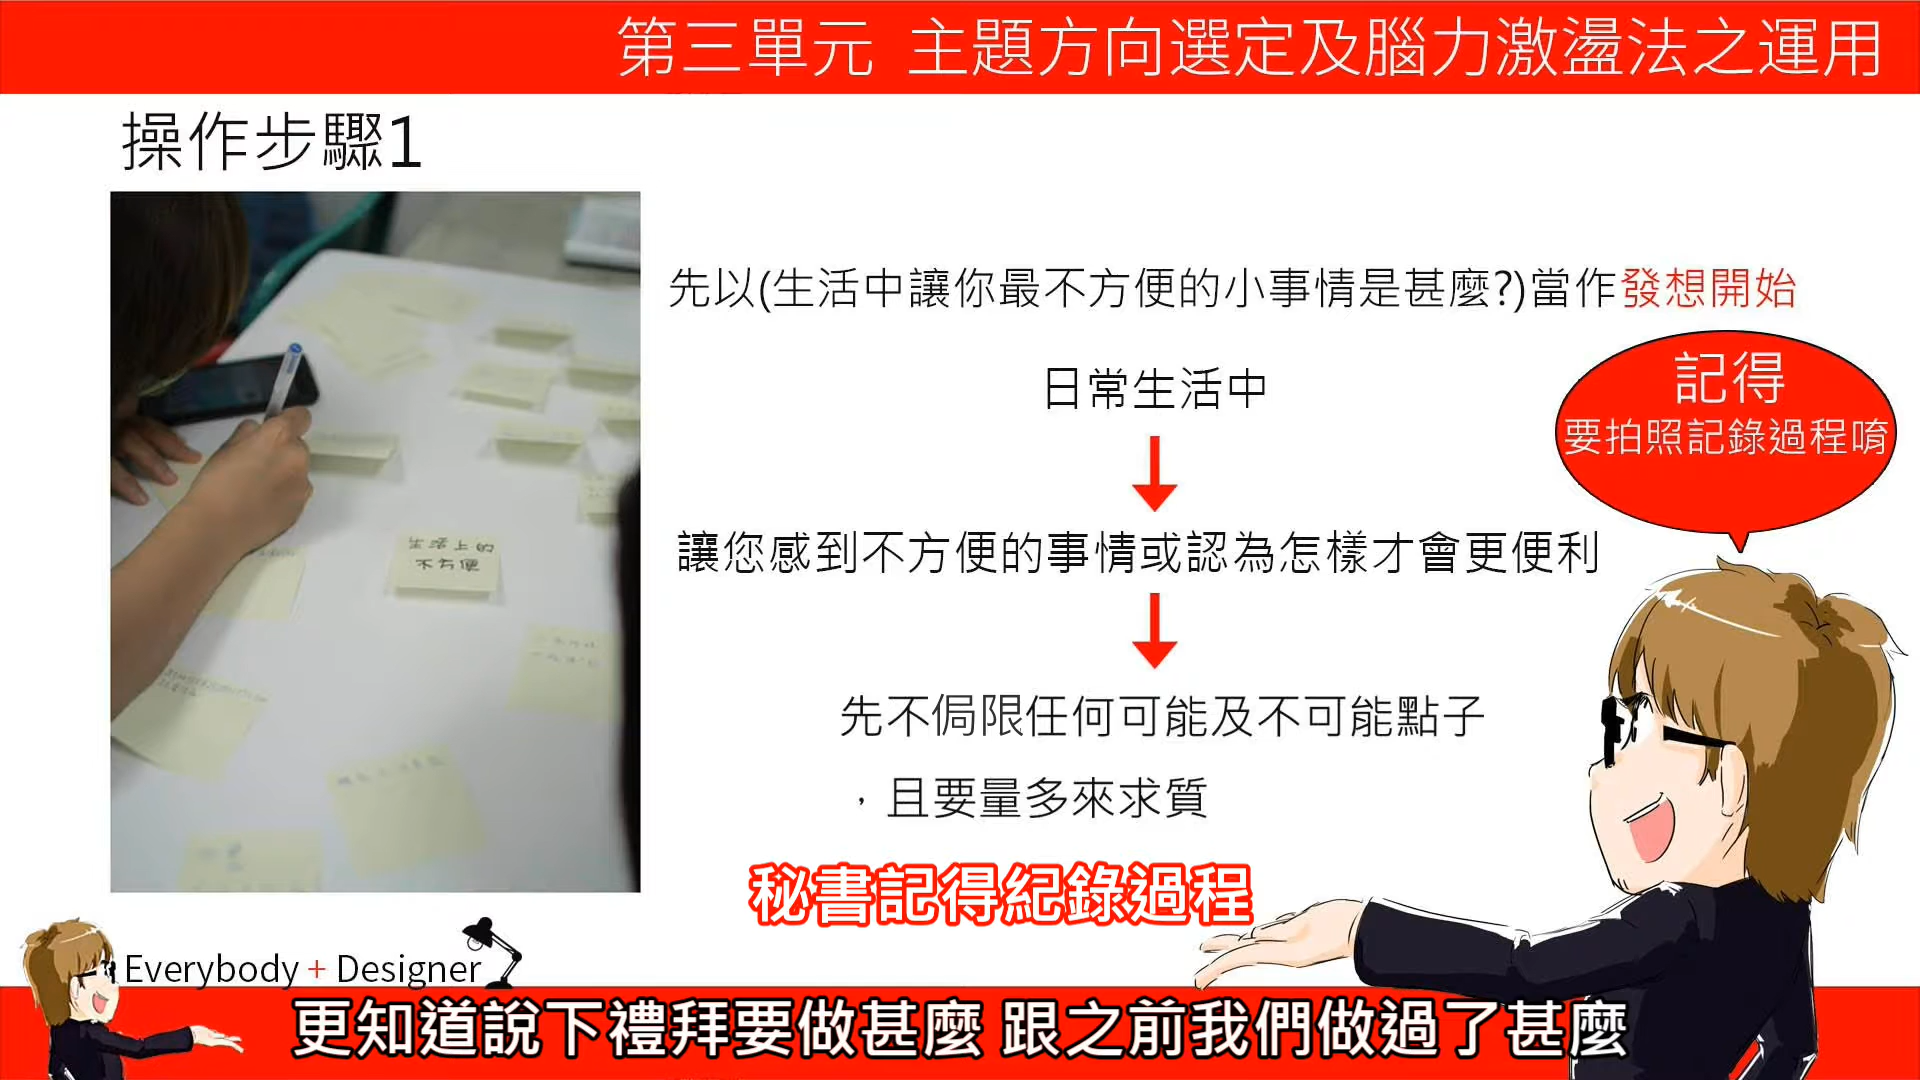 第三單元 主題方向選定及腦力激盪法之運用
操作步驟1
先以(生活中讓你最不方便的小事情是甚麼?)當作發想開始
日常生活中
記得
要拍照記錄過程唷
讓您感到不方便的事情或認為怎樣才會更便利
生活上的
不方便
先不侷限任何可能及不可能點子
，且要量多來求質
秘書記得紀錄過程
Everybody + Designer
更知道說下禮拜要做甚麼 跟之前我們做過了甚麼